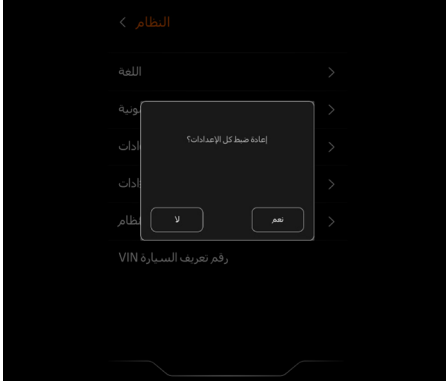 النظام
اللغة
إعادة ضبط كل الإعدادات؟
نعم
لا
رقم تعريف السيارة VIN